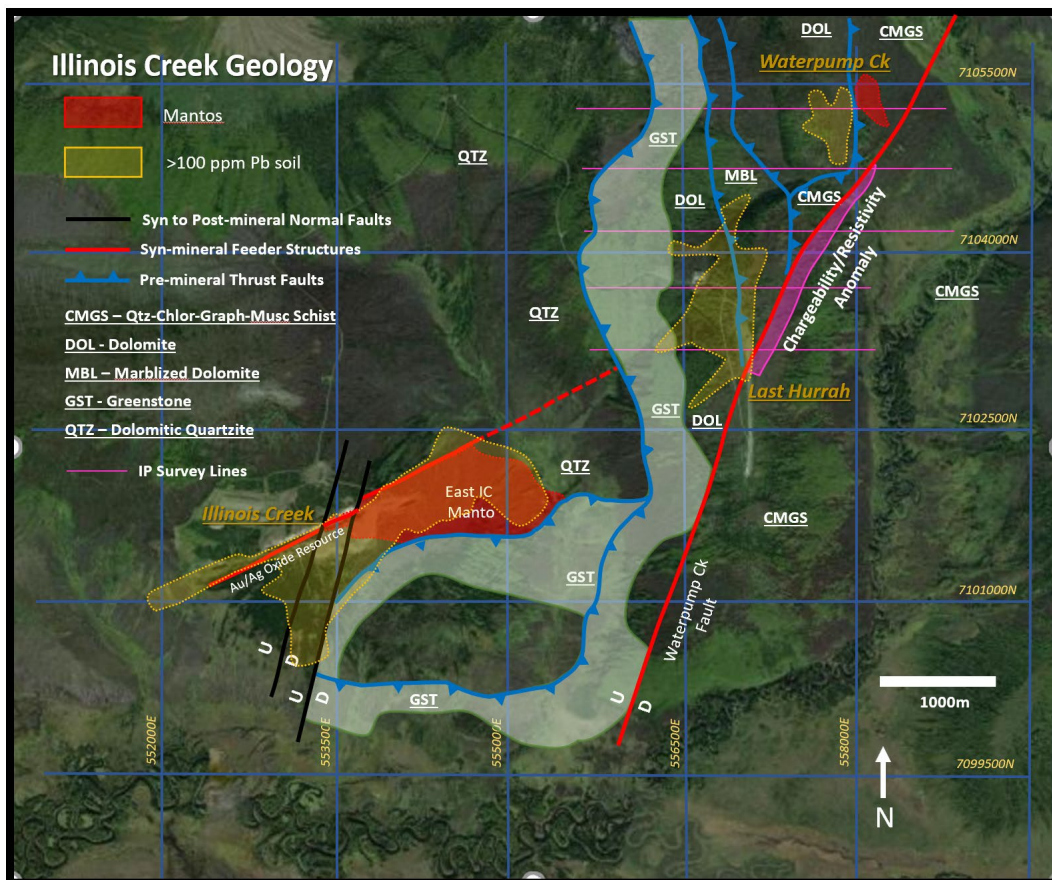 Illinois Creek Geology
Mantos
>100 ppm Pb soil
Syn to Post-mineral Normal Faults
Syn-mineral Feeder Structures
Pre-mineral Thrust Faults
CMGS – Qtz-Chlor-Graph-Musc Schist
DOL - Dolomite
MBL – Marblized Dolomite
GST - Greenstone
QTZ – Dolomitic Quartzite
IP Survey Lines
DOL
CMGS
Waterpump Ck
7105500N
GST
QTZ
MBL
DOL
CMGS
Chargeability/Resistivity
Anomaly
7104000N
CMGS
QTZ
Last Hurrah
GST
DOL
7102500N
QTZ
East IC
Manto
Illinois Creek
Au/Ag Oxide Resource
CMGS
GST
Waterpump Ck
Fault
7101000N
U
D
U
D
GST
U
D
1000m
552000E
553500E
555000E
556500E
558000E
7099500N
N